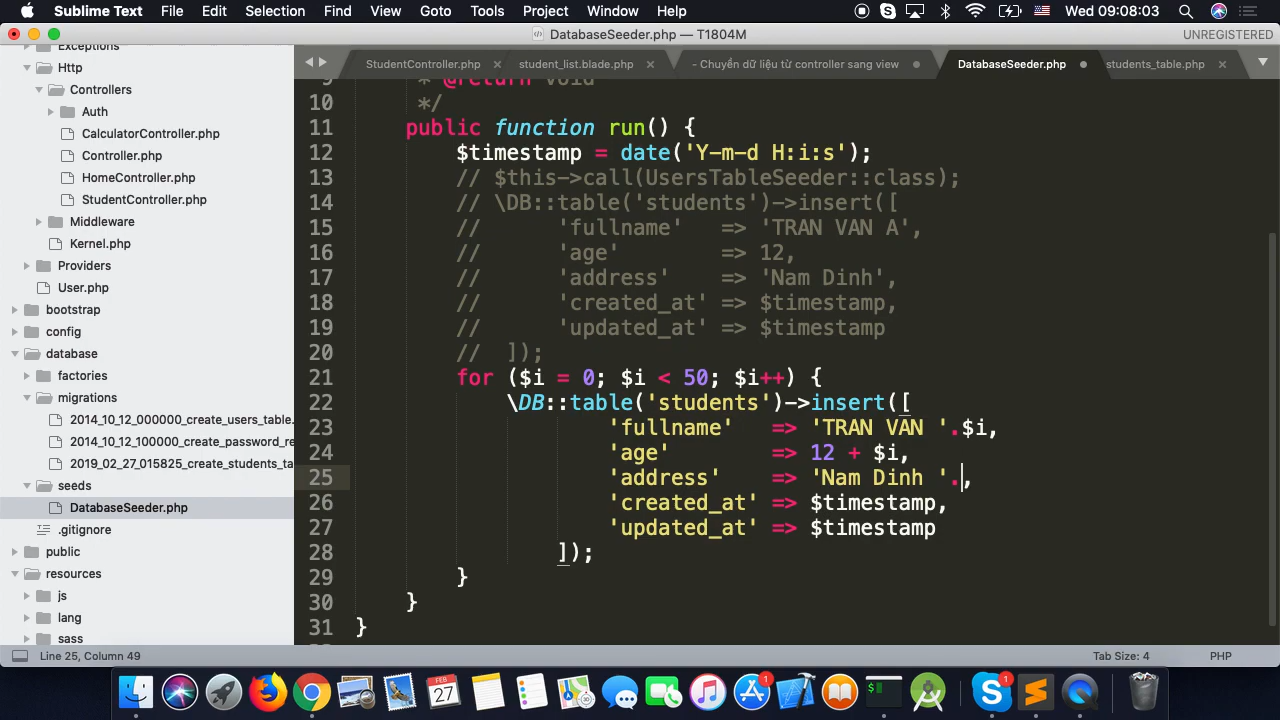 Sublime Text File Edit Selection Find View Goto Tools Project Window Help Wed 09:08:03
DatabaseSeeder.php — T1804M UNREGISTERED
StudentController.php student_list.blade.php - Chuyển dữ liệu từ controller sang view DatabaseSeeder.php students_table.php
Exceptions
Http
Controllers
Auth
CalculatorController.php
Controller.php
HomeController.php
StudentController.php
Middleware
Kernel.php
Providers
User.php
bootstrap
config
database
factories
migrations
2014_10_12_000000_create_users_table.
2014_10_12_100000_create_password_re
2019_02_27_015825_create_students_ta
seeds
DatabaseSeeder.php
.gitignore
public
resources
js
lang
sass
9 * @return void
10 */
11 public function run() {
12 $timestamp = date('Y-m-d H:i:s');
13 // $this->call(UsersTableSeeder::class);
14 // \DB::table('students')->insert([
15 // 'fullname' => 'TRAN VAN A',
16 // 'age' => 12,
17 // 'address' => 'Nam Dinh',
18 // 'created_at' => $timestamp,
19 // 'updated_at' => $timestamp
20 // ]);
21 for ($i = 0; $i < 50; $i++) {
22 \DB::table('students')->insert([
23 'fullname' => 'TRAN VAN '.$i,
24 'age' => 12 + $i,
25 'address' => 'Nam Dinh '.,
26 'created_at' => $timestamp,
27 'updated_at' => $timestamp
28 ]);
29 }
30 }
31 }
Line 25, Column 49 Tab Size: 4 PHP
FEB
27
1
1